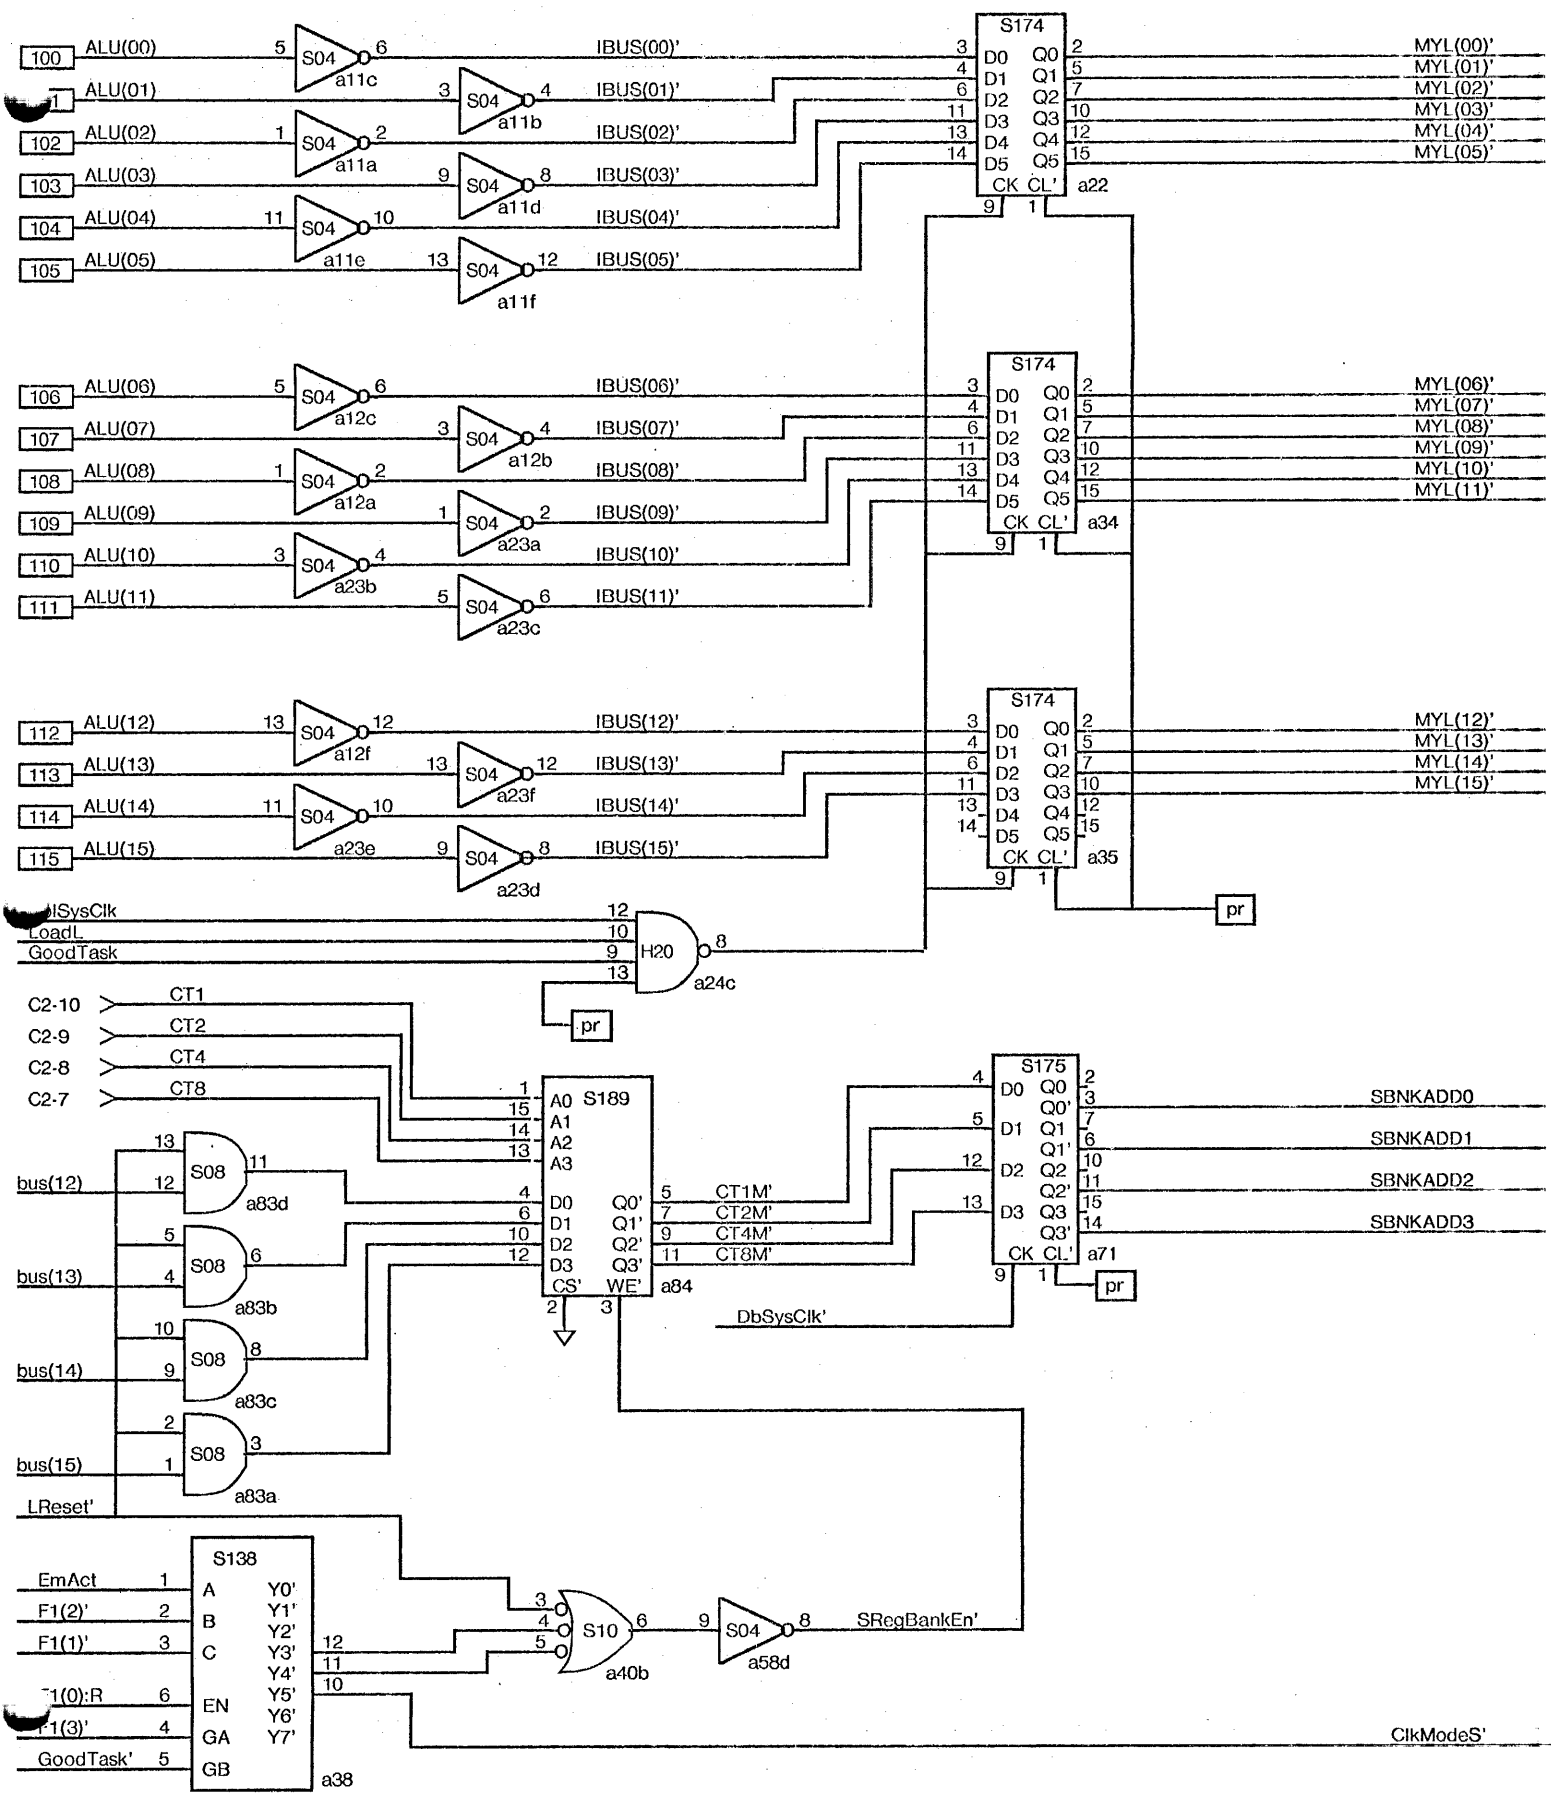 S174
100 ALU(00) 5 S04 6 IBUS(00)' 3 D0 Q0 2 MYL(00)'
a11c
1 ALU(01) 3 S04 4 IBUS(01)' 4 D1 Q1 5 MYL(01)'
a11b
102 ALU(02) 1 S04 2 IBUS(02)' 6 D2 Q2 7 MYL(02)'
a11a
103 ALU(03) 9 S04 8 IBUS(03)' 11 D3 Q3 10 MYL(03)'
a11d
104 ALU(04) 11 S04 10 IBUS(04)' 13 D4 Q4 12 MYL(04)'
a11e
105 ALU(05) 13 S04 12 IBUS(05)' 14 D5 Q5 15 MYL(05)'
a11f
CK CL' a22
9 1
S174
106 ALU(06) 5 S04 6 IBUS(06)' 3 D0 Q0 2 MYL(06)'
a12c
107 ALU(07) 3 S04 4 IBUS(07)' 4 D1 Q1 5 MYL(07)'
a12b
108 ALU(08) 1 S04 2 IBUS(08)' 6 D2 Q2 7 MYL(08)'
a12a
109 ALU(09) 1 S04 2 IBUS(09)' 11 D3 Q3 10 MYL(09)'
a23a
110 ALU(10) 3 S04 4 IBUS(10)' 13 D4 Q4 12 MYL(10)'
a23b
111 ALU(11) 5 S04 6 IBUS(11)' 14 D5 Q5 15 MYL(11)'
a23c
CK CL' a34
9 1
S174
112 ALU(12) 13 S04 12 IBUS(12)' 3 D0 Q0 2 MYL(12)'
a12f
113 ALU(13) 13 S04 12 IBUS(13)' 4 D1 Q1 5 MYL(13)'
a23f
114 ALU(14) 11 S04 10 IBUS(14)' 6 D2 Q2 7 MYL(14)'
a23e
115 ALU(15) 9 S04 8 IBUS(15)' 11 D3 Q3 10 MYL(15)'
a23d
13 D4 Q4 12
14 D5 Q5 15
CK CL' a35
9 1
pr
lSysClk 12
LoadL 10
GoodTask 9
13
H20 8
a24c
pr
C2-10 CT1
C2-9 CT2
C2-8 CT4
C2-7 CT8
S189
1 A0
15 A1
14 A2
13 A3
4 D0 Q0' 5 CT1M'
6 D1 Q1' 7 CT2M'
10 D2 Q2' 9 CT4M'
12 D3 Q3' 11 CT8M'
CS' WE' a84
2 3
S175
4 D0 Q0 2
Q0' 3 SBNKADD0
5 D1 Q1 7
Q1' 6 SBNKADD1
12 D2 Q2 10
Q2' 11 SBNKADD2
13 D3 Q3 15
Q3' 14 SBNKADD3
CK CL' a71
9 1
pr
DbSysClk'
13
bus(12) 12 S08 11
a83d
5
bus(13) 4 S08 6
a83b
10
bus(14) 9 S08 8
a83c
2
bus(15) 1 S08 3
a83a
LReset'
S138
EmAct 1 A Y0'
Y1'
F1(2)' 2 B Y2'
F1(1)' 3 C Y3' 12
Y4' 11
1(0):R 6 EN Y5' 10
Y6'
F1(3)' 4 GA Y7'
GoodTask' 5 GB
a38
3
4 S10 6
5
a40b
9 S04 8 SRegBankEn'
a58d
ClkModeS'